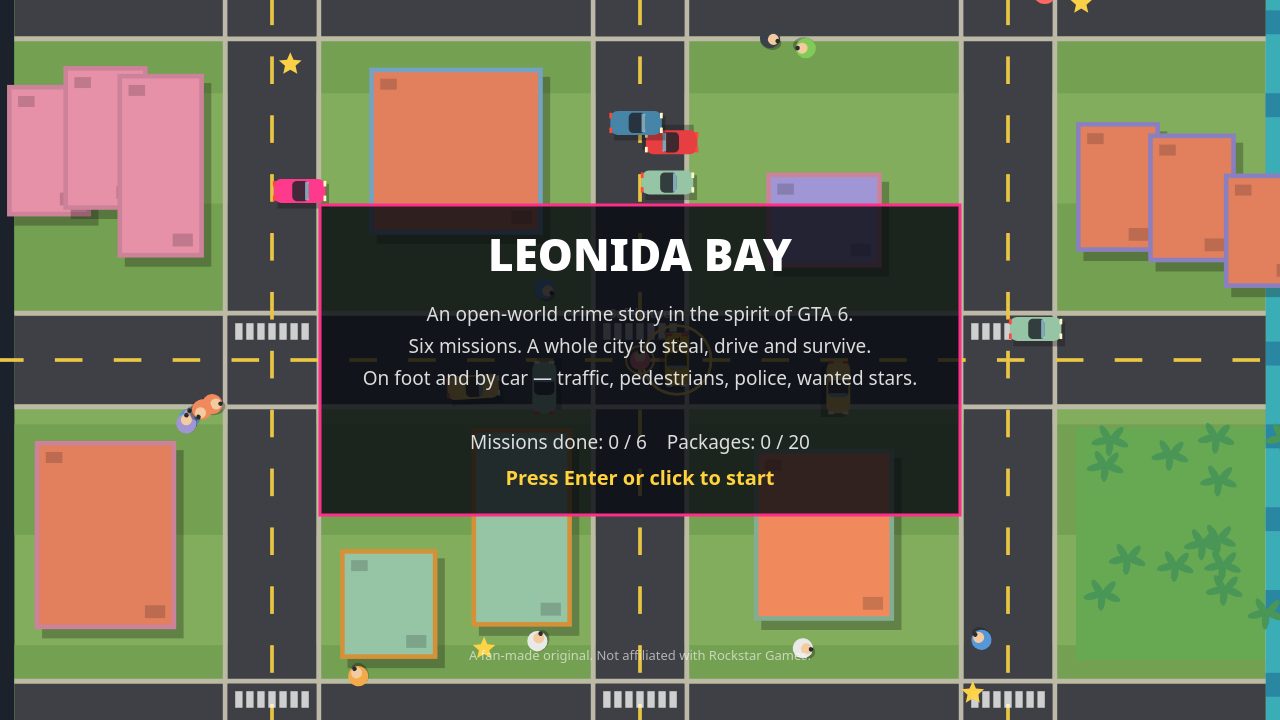 LEONIDA BAY
An open-world crime story in the spirit of GTA 6.
Six missions. A whole city to steal, drive and survive.
On foot and by car — traffic, pedestrians, police, wanted stars.
Missions done: 0 / 6    Packages: 0 / 20
Press Enter or click to start
A fan-made original. Not affiliated with Rockstar Games.